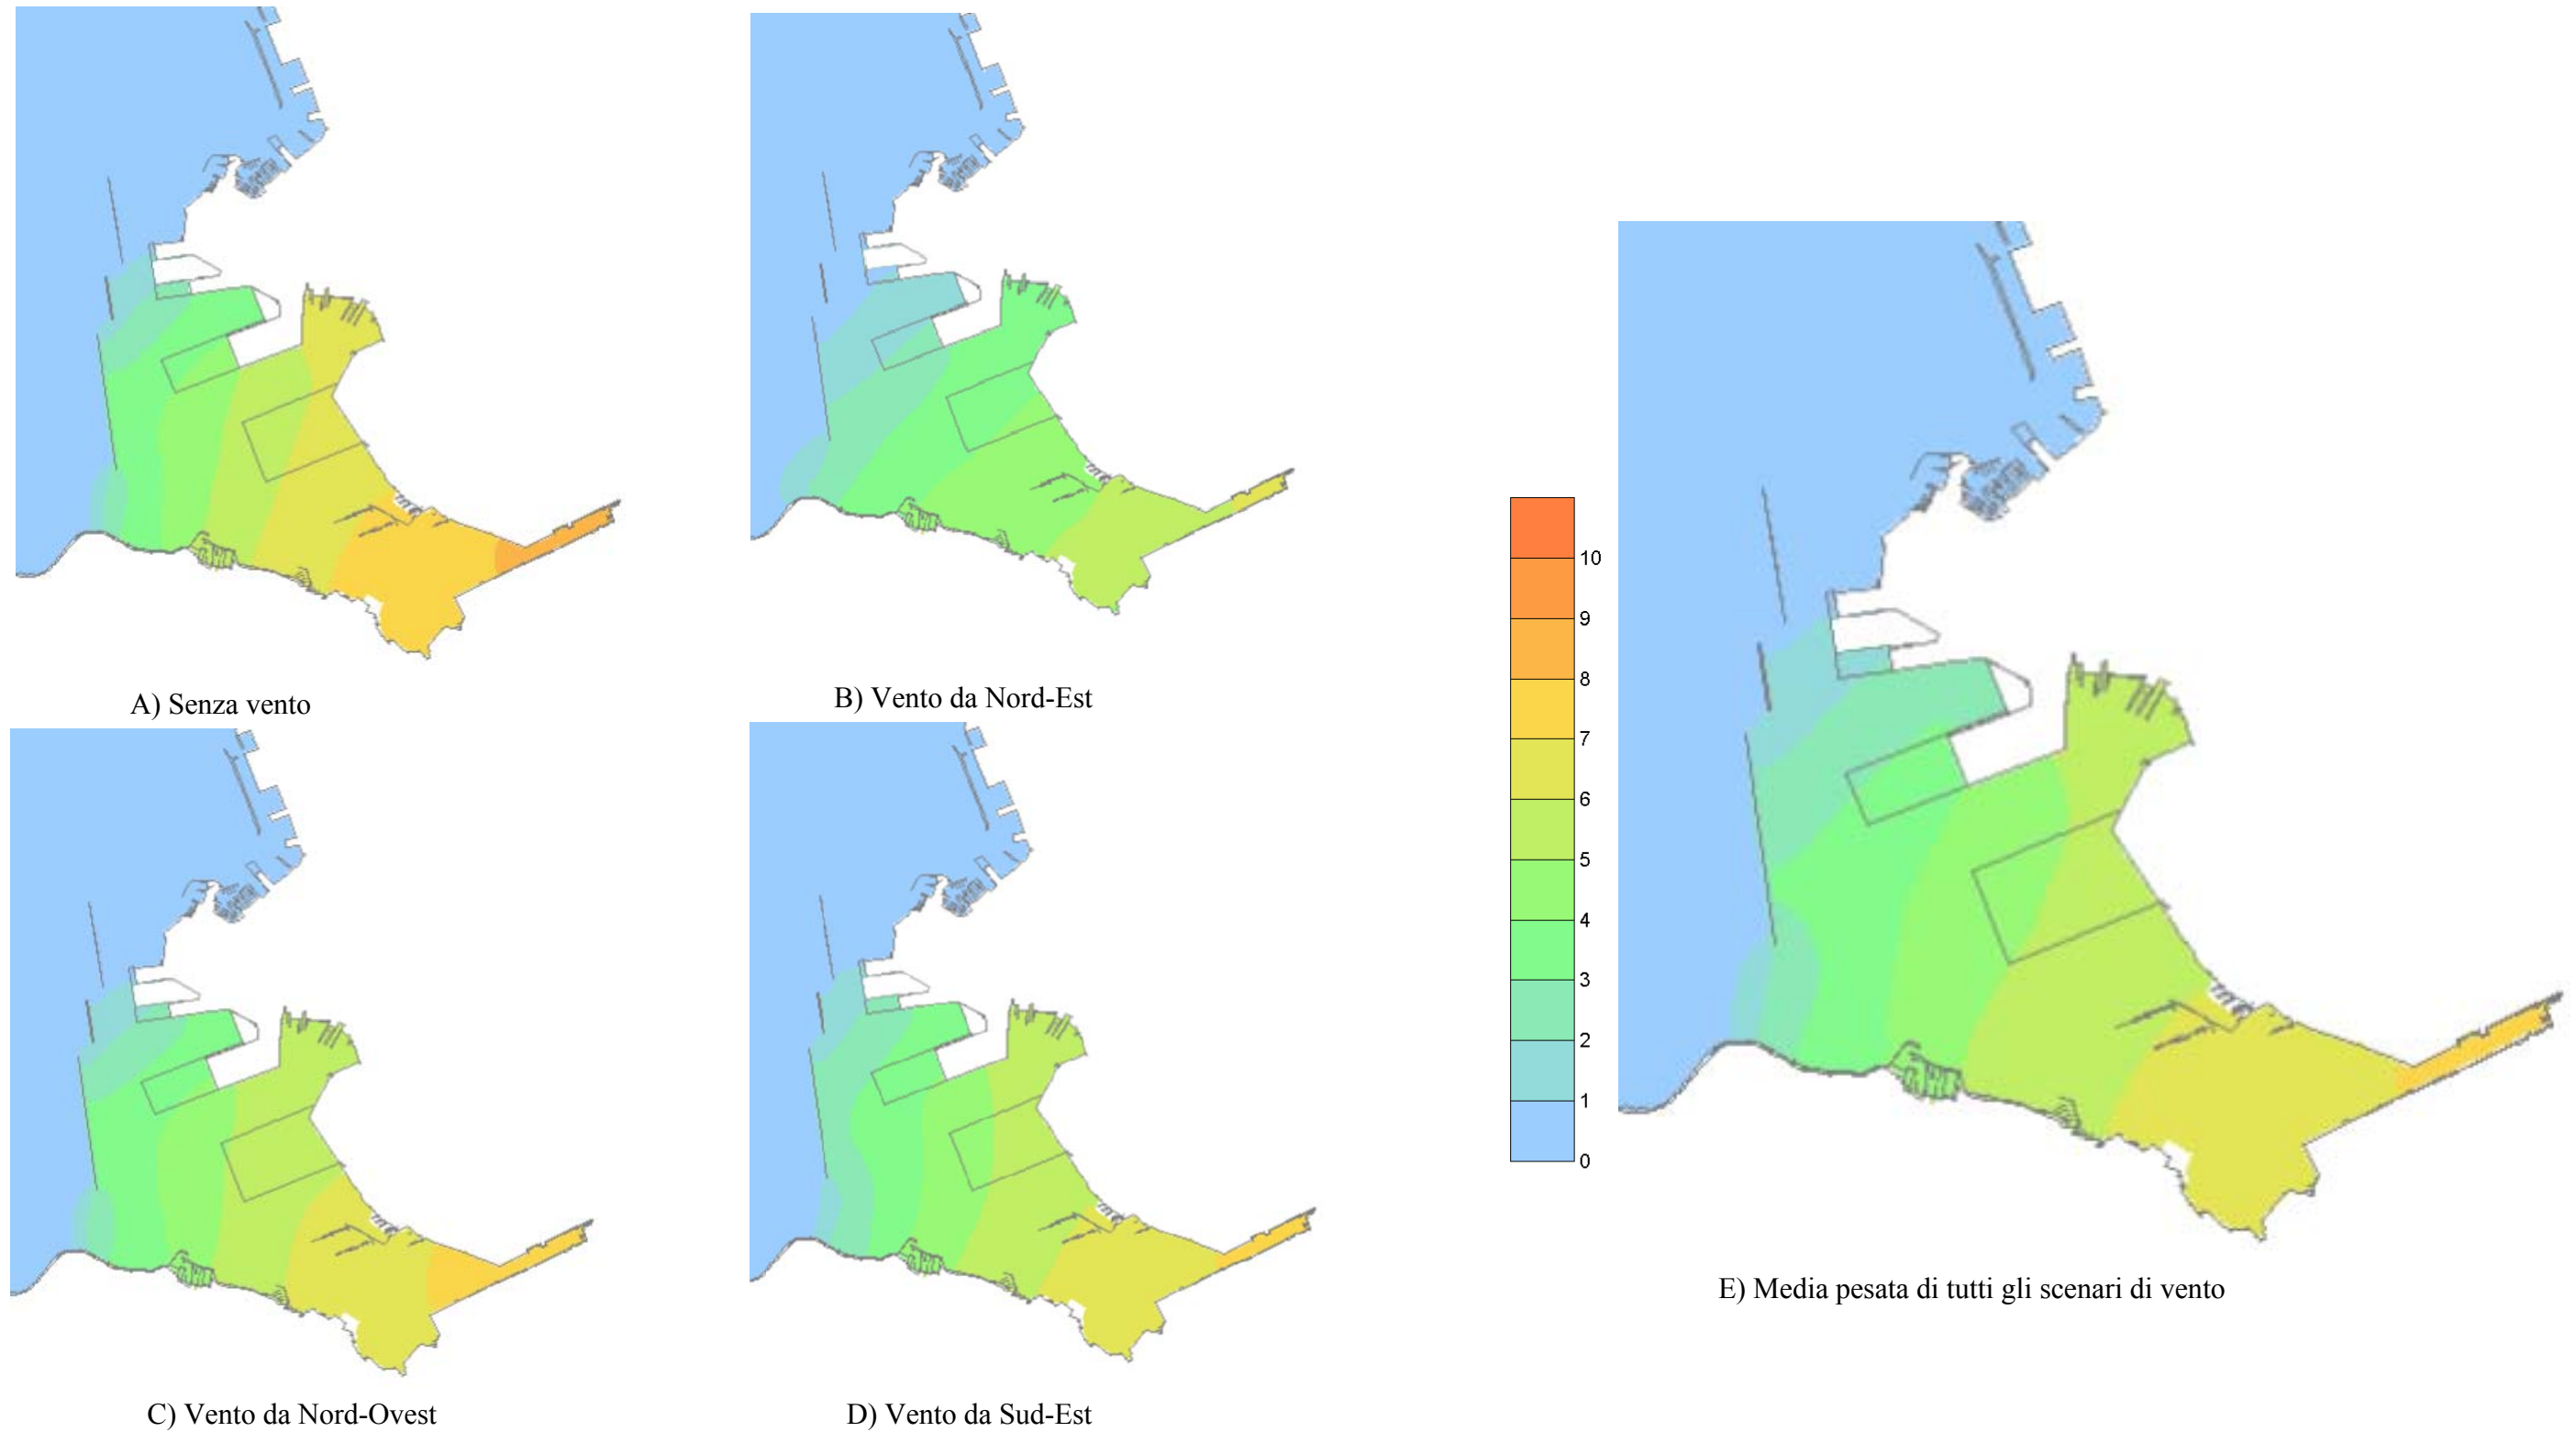 A) Senza vento
B) Vento da Nord-Est
10
9
8
7
6
5
4
3
2
1
0
C) Vento da Nord-Ovest
D) Vento da Sud-Est
E) Media pesata di tutti gli scenari di vento